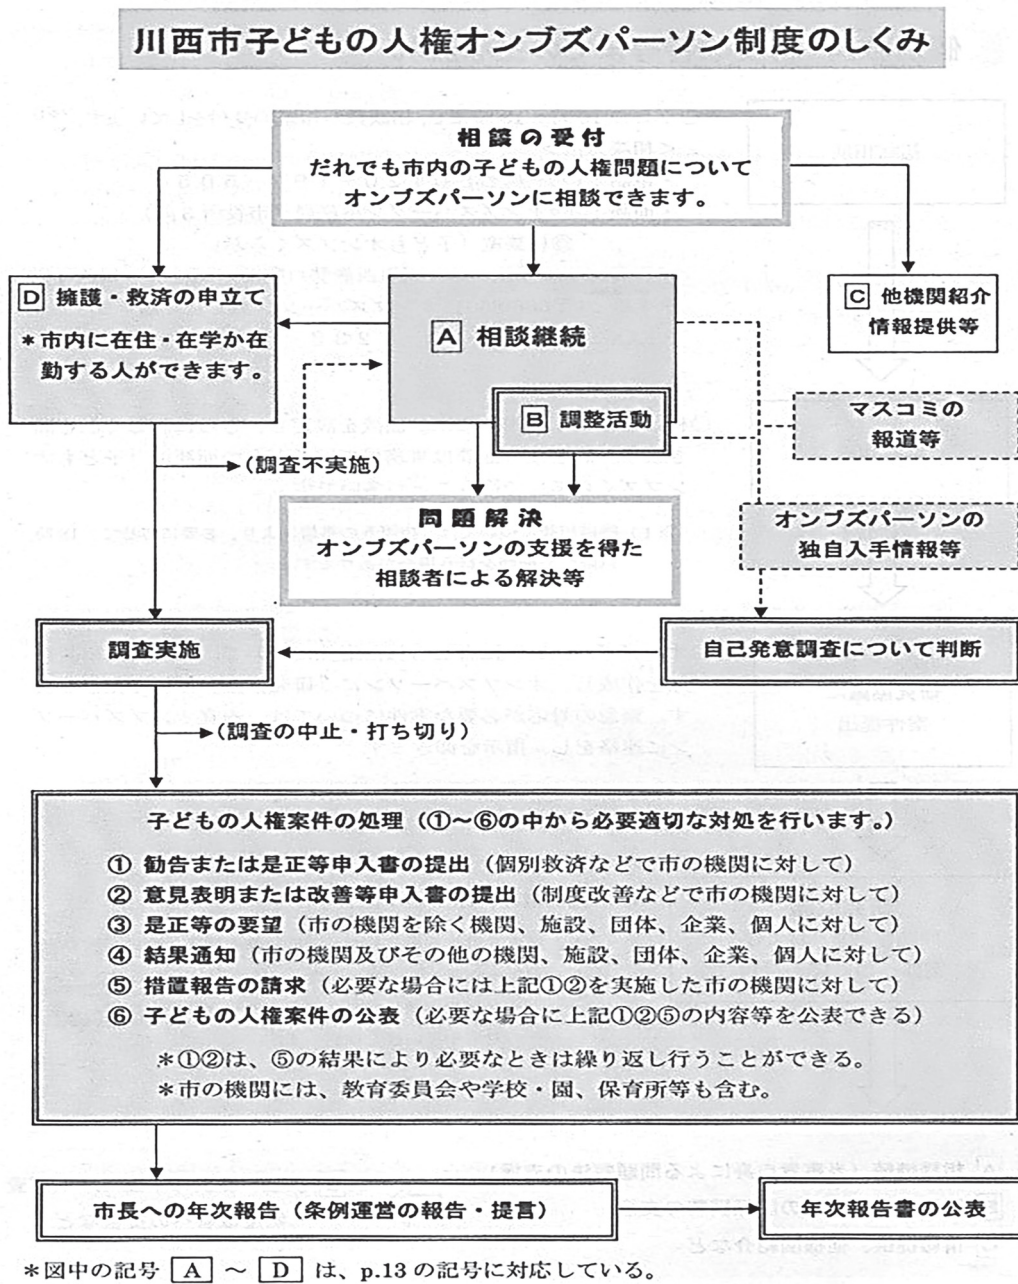 川西市子どもの人権オンブズパーソン制度のしくみ
相談の受付
だれでも市内の子どもの人権問題について
オンブズパーソンに相談できます。
D 擁護・救済の申立て
＊市内に在住・在学か在
勤する人ができます。
A 相談継続
B 調整活動
C 他機関紹介
情報提供等
マスコミの
報道等
(調査不実施)
問題解決
オンブズパーソンの支援を得た
相談者による解決等
オンブズパーソンの
独自入手情報等
調査実施
自己発意調査について判断
(調査の中止・打ち切り)
子どもの人権案件の処理（①～⑥の中から必要適切な対処を行います。）
① 勧告または是正等申入書の提出（個別救済などで市の機関に対して）
② 意見表明または改善等申入書の提出（制度改善などで市の機関に対して）
③ 是正等の要望（市の機関を除く機関、施設、団体、企業、個人に対して）
④ 結果通知（市の機関及びその他の機関、施設、団体、企業、個人に対して）
⑤ 措置報告の請求（必要な場合には上記①②を実施した市の機関に対して）
⑥ 子どもの人権案件の公表（必要な場合に上記①②⑤の内容等を公表できる）
＊①②は、⑤の結果により必要なときは繰り返し行うことができる。
＊市の機関には、教育委員会や学校・園、保育所等も含む。
市長への年次報告（条例運営の報告・提言）
年次報告書の公表
＊図中の記号 A ～ D は、p.13 の記号に対応している。